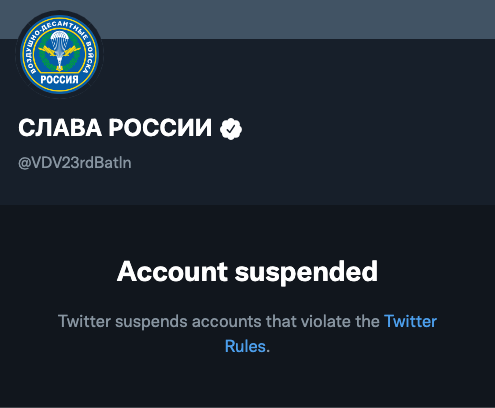 ВОЗДУШНО-ДЕСАНТНЫЕ ВОЙСКА
РОССИЯ
СЛАВА РОССИИ
@VDV23rdBatln
Account suspended
Twitter suspends accounts that violate the Twitter
Rules.